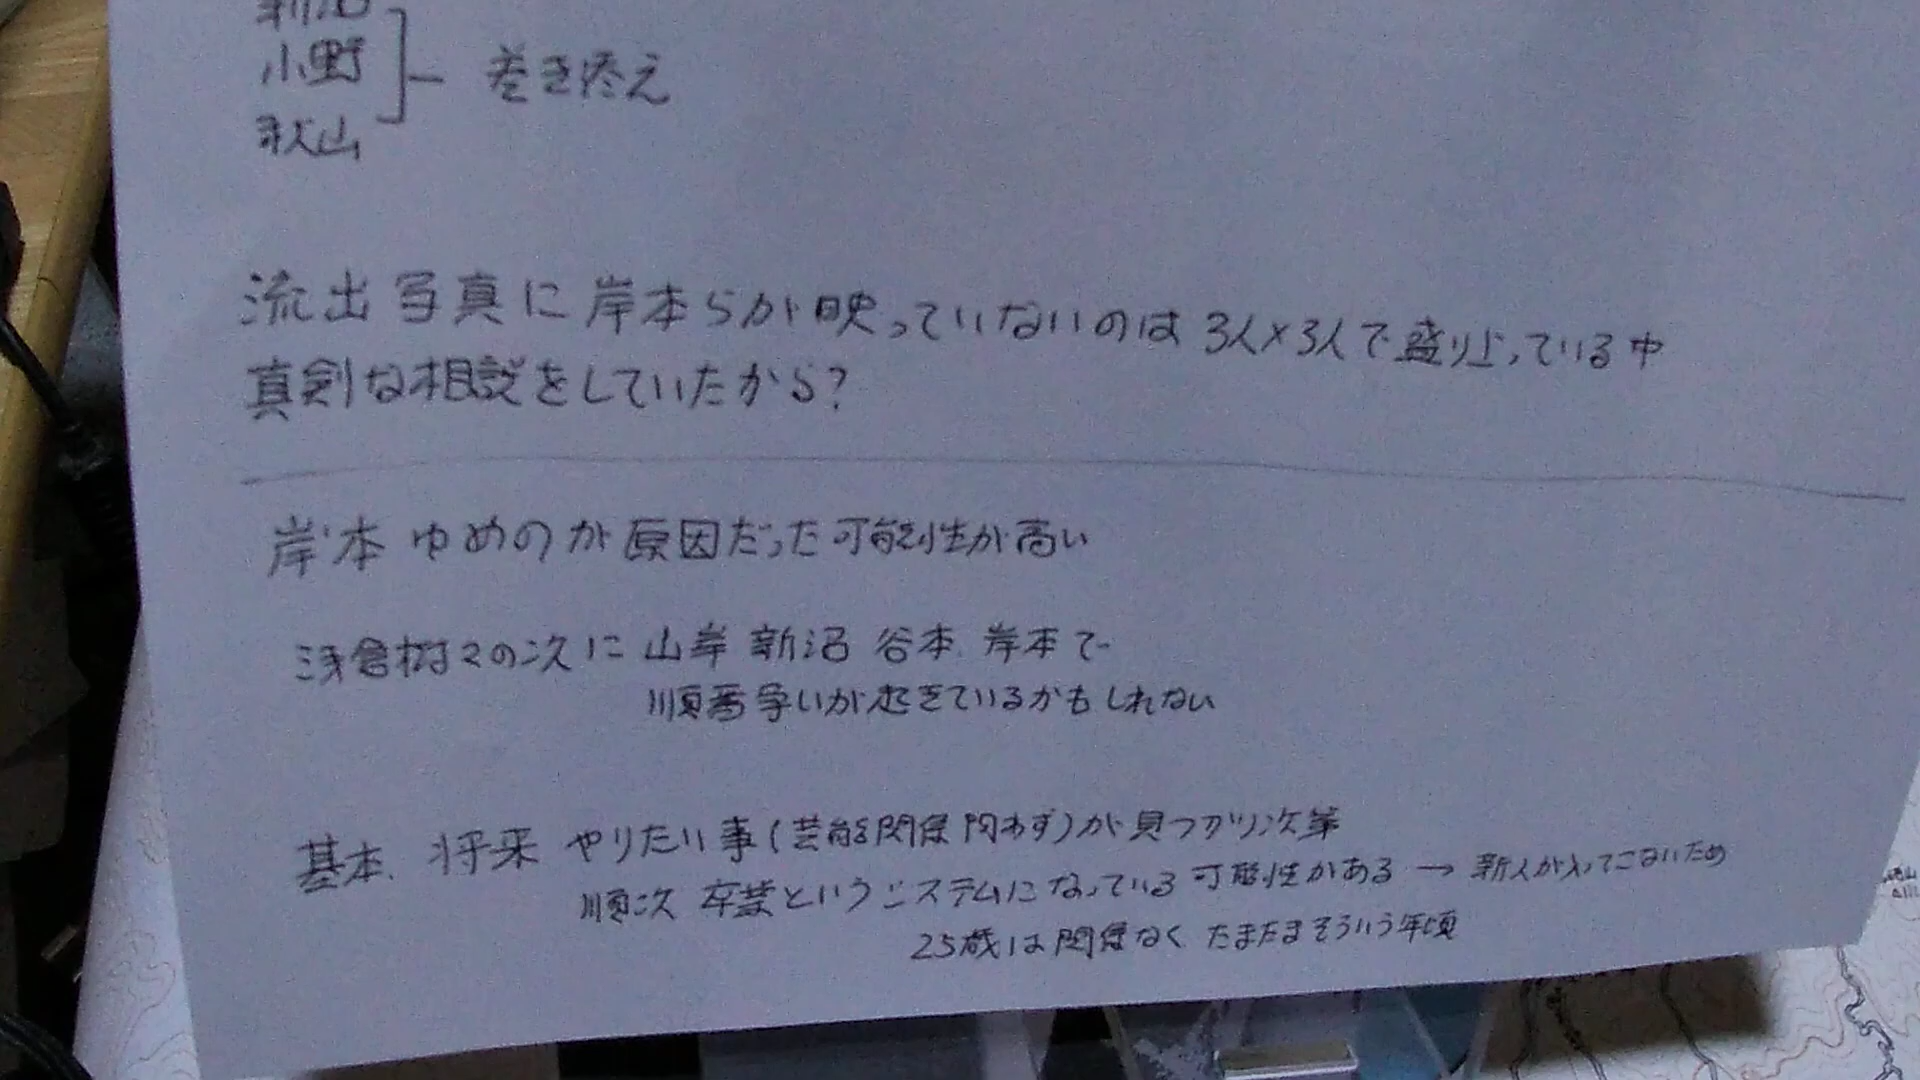 新沼
小野
秋山
巻き添え
流出写真に岸本らが映っていないのは 3人×3人で盛り上っている中
真剣な相談をしていたから?
岸本ゆめのが原因だった可能性が高い
浅倉樹々の次に 山岸 新沼 谷本 岸本で
順番争いが起きているかもしれない
基本、将来 やりたい事(芸能関係問わず)が見つかり次第
順次 卒業というシステムになっている可能性がある → 新人が入ってこないため
25歳は関係なく たまたまそういう年頃